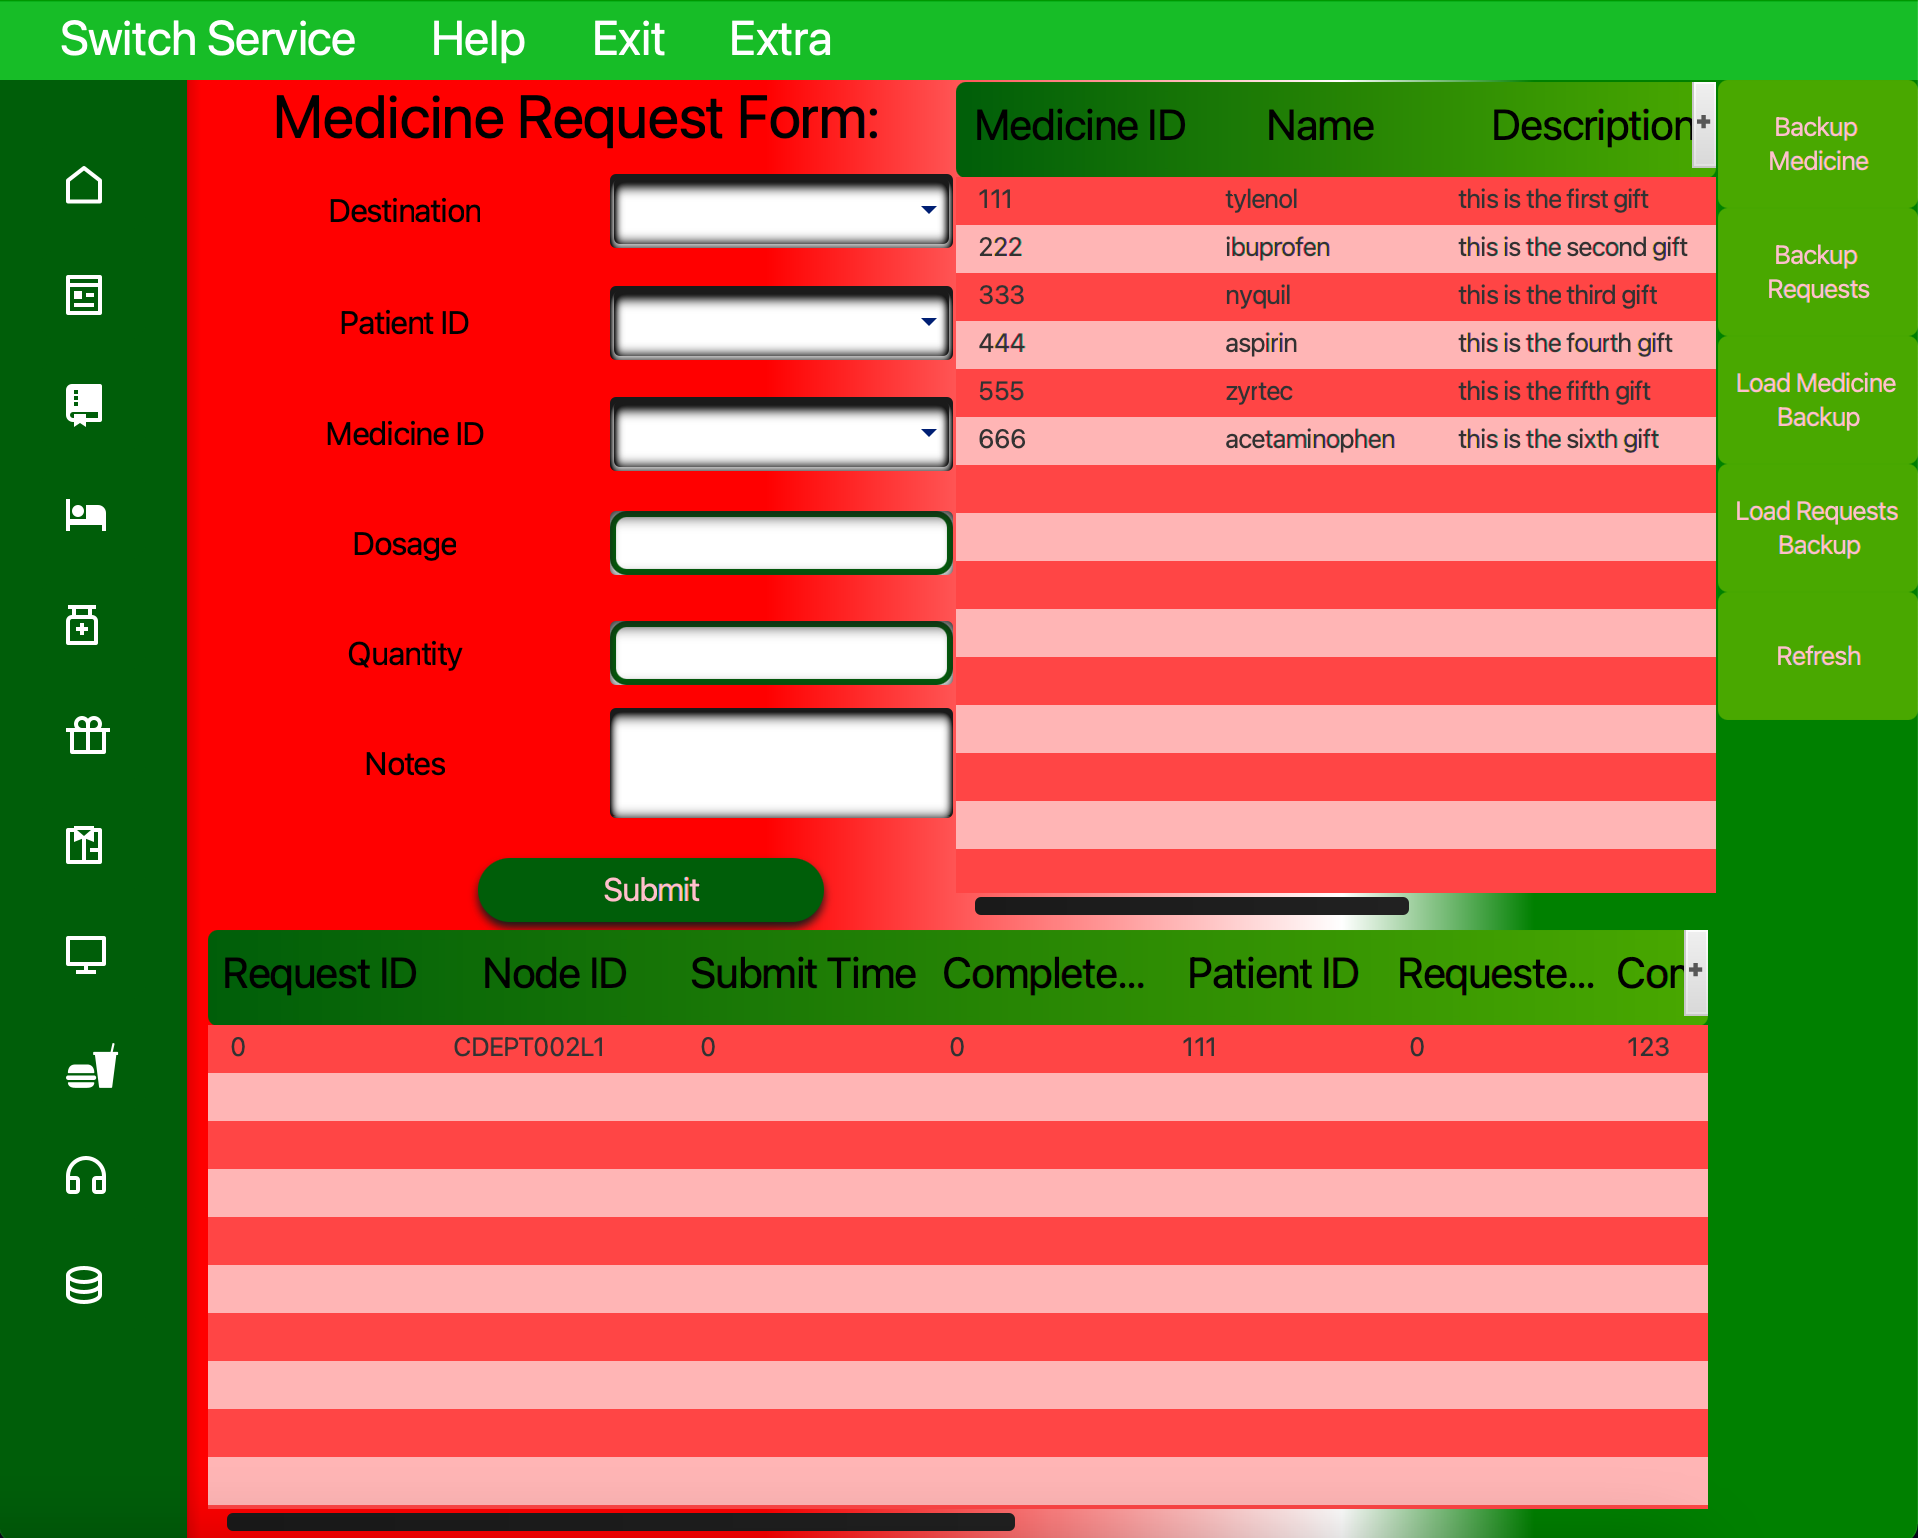 Switch Service Help Exit Extra
Medicine Request Form:
Destination
Patient ID
Medicine ID
Dosage
Quantity
Notes
Submit
Medicine ID Name Description
111 tylenol this is the first gift
222 ibuprofen this is the second gift
333 nyquil this is the third gift
444 aspirin this is the fourth gift
555 zyrtec this is the fifth gift
666 acetaminophen this is the sixth gift
Backup
Medicine
Backup
Requests
Load Medicine
Backup
Load Requests
Backup
Refresh
Request ID Node ID Submit Time Complete... Patient ID Requeste... Cor
0 CDEPT002L1 0 0 111 0 123